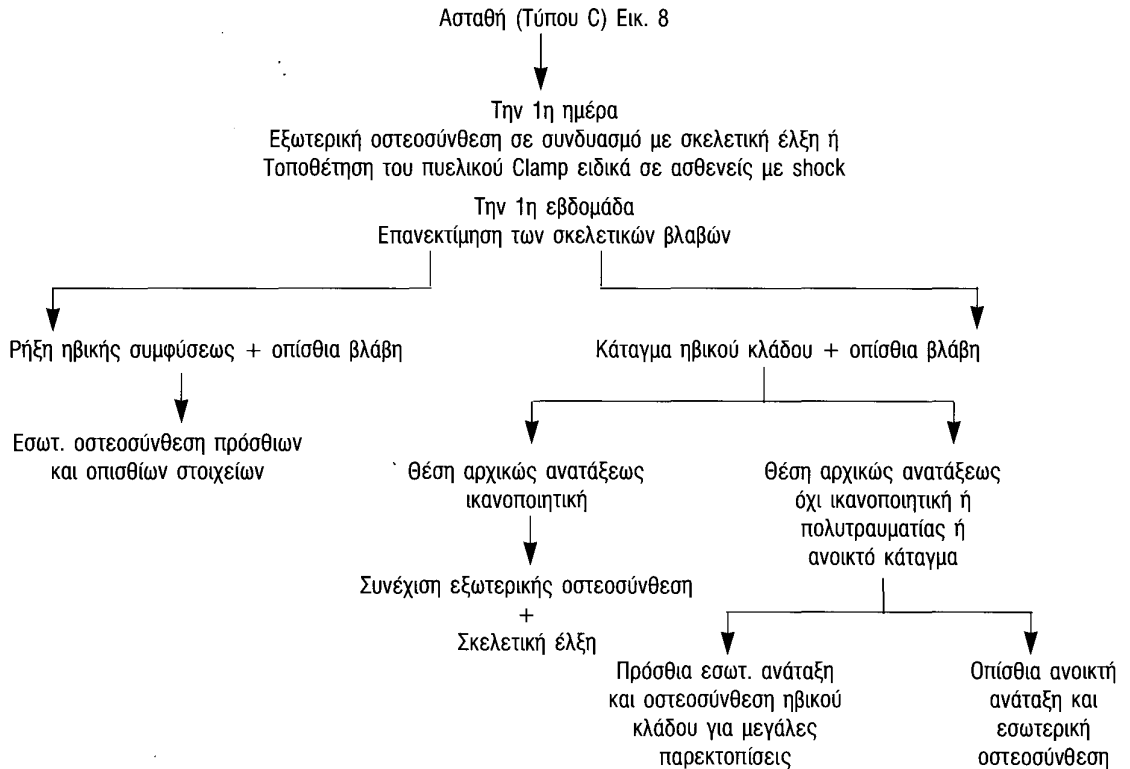 Ασταθή (Τύπου C) Εικ. 8
Την 1η ημέρα
Εξωτερική οστεοσύνθεση σε συνδυασμό με σκελετική έλξη ή
Τοποθέτηση του πυελικού Clamp ειδικά σε ασθενείς με shock
Την 1η εβδομάδα
Επανεκτίμηση των σκελετικών βλαβών
Ρήξη ηβικής συμφύσεως + οπίσθια βλάβη
Εσωτ. οστεοσύνθεση πρόσθιων
και οπισθίων στοιχείων
Κάταγμα ηβικού κλάδου + οπίσθια βλάβη
Θέση αρχικώς ανατάξεως
ικανοποιητική
Συνέχιση εξωτερικής οστεοσύνθεση
+
Σκελετική έλξη
Θέση αρχικώς ανατάξεως
όχι ικανοποιητική ή
πολυτραυματίας ή
ανοικτό κάταγμα
Πρόσθια εσωτ. ανάταξη
και οστεοσύνθεση ηβικού
κλάδου για μεγάλες
παρεκτοπίσεις
Οπίσθια ανοικτή
ανάταξη και
εσωτερική
οστεοσύνθεση